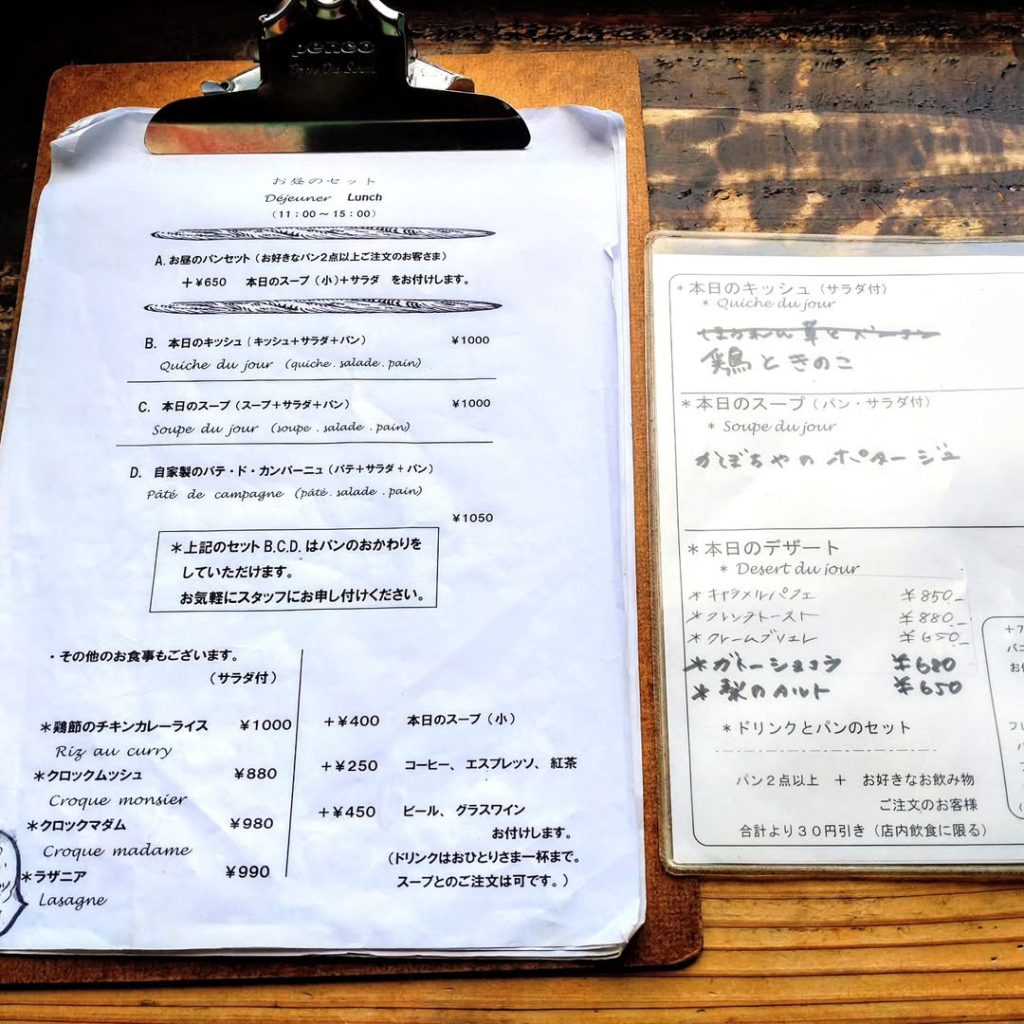 penco
お昼のセット
Déjeuner Lunch
(11:00～15:00)
A. お昼のパンセット (お好きなパン2点以上ご注文のお客さま)
+¥650 本日のスープ (小)+サラダ をお付けします。
B. 本日のキッシュ (キッシュ+サラダ+パン) ¥1000
Quiche du jour (quiche . salade . pain)
C. 本日のスープ (スープ+サラダ+パン) ¥1000
Soupe du jour (soupe . salade . pain)
D. 自家製のパテ・ド・カンパーニュ (パテ+サラダ+パン)
Pâté de campagne (pâté . salade . pain)
¥1050
*上記のセット B.C.D. はパンのおかわりを
していただけます。
お気軽にスタッフにお申し付けください。
・その他のお食事もございます。
(サラダ付)
*鶏節のチキンカレーライス ¥1000
Riz au curry
*クロックムッシュ ¥880
Croque monsier
*クロックマダム ¥980
Croque madame
*ラザニア ¥990
Lasagne
+¥400 本日のスープ (小)
+¥250 コーヒー、エスプレッソ、紅茶
+¥450 ビール、グラスワイン
お付けします。
(ドリンクはおひとりさま一杯まで。
スープとのご注文は可です。)
*本日のキッシュ (サラダ付)
* Quiche du jour
鶏ときのこ
*本日のスープ (パン・サラダ付)
* Soupe du jour
かぼちゃの ポタージュ
*本日のデザート
* Desert du jour
*キャラメルパフェ ¥850-
*フレンチトースト ¥880-
*クレームブリュレ ¥650-
*ガトーショコラ ¥680
*梨のタルト ¥650
*ドリンクとパンのセット
パン2点以上 + お好きなお飲み物
ご注文のお客様
合計より30円引き (店内飲食に限る)